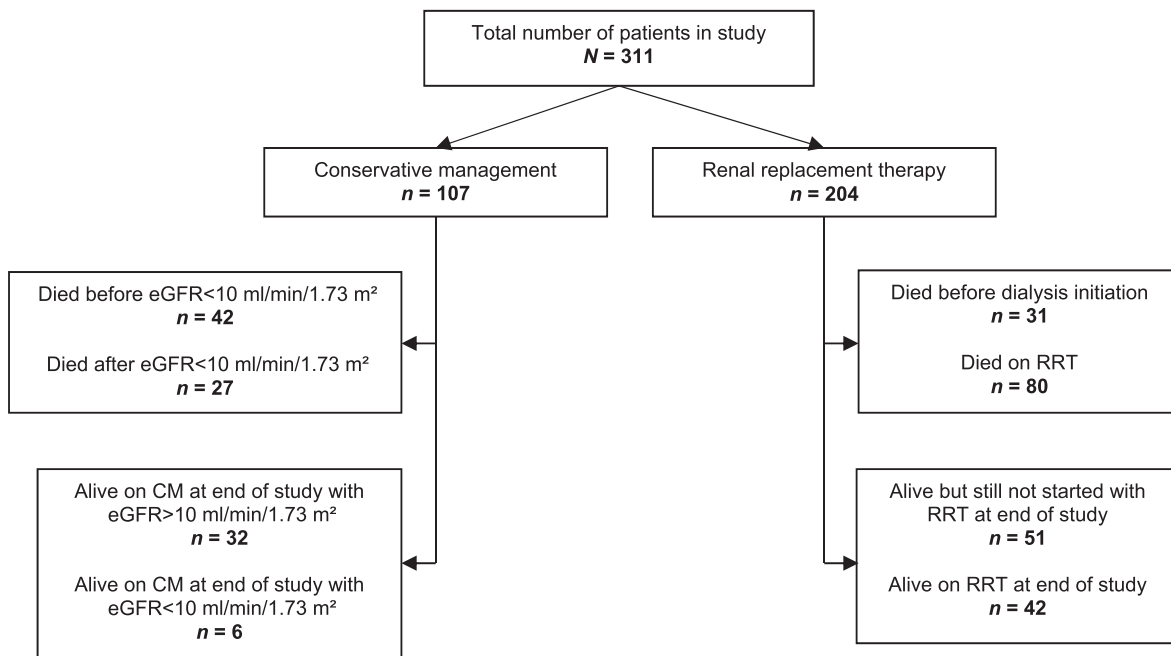 Total number of patients in study
N = 311
Conservative management
n = 107
Renal replacement therapy
n = 204
Died before eGFR<10 ml/min/1.73 m²
n = 42
Died after eGFR<10 ml/min/1.73 m²
n = 27
Died before dialysis initiation
n = 31
Died on RRT
n = 80
Alive on CM at end of study with
eGFR>10 ml/min/1.73 m²
n = 32
Alive on CM at end of study with
eGFR<10 ml/min/1.73 m²
n = 6
Alive but still not started with
RRT at end of study
n = 51
Alive on RRT at end of study
n = 42